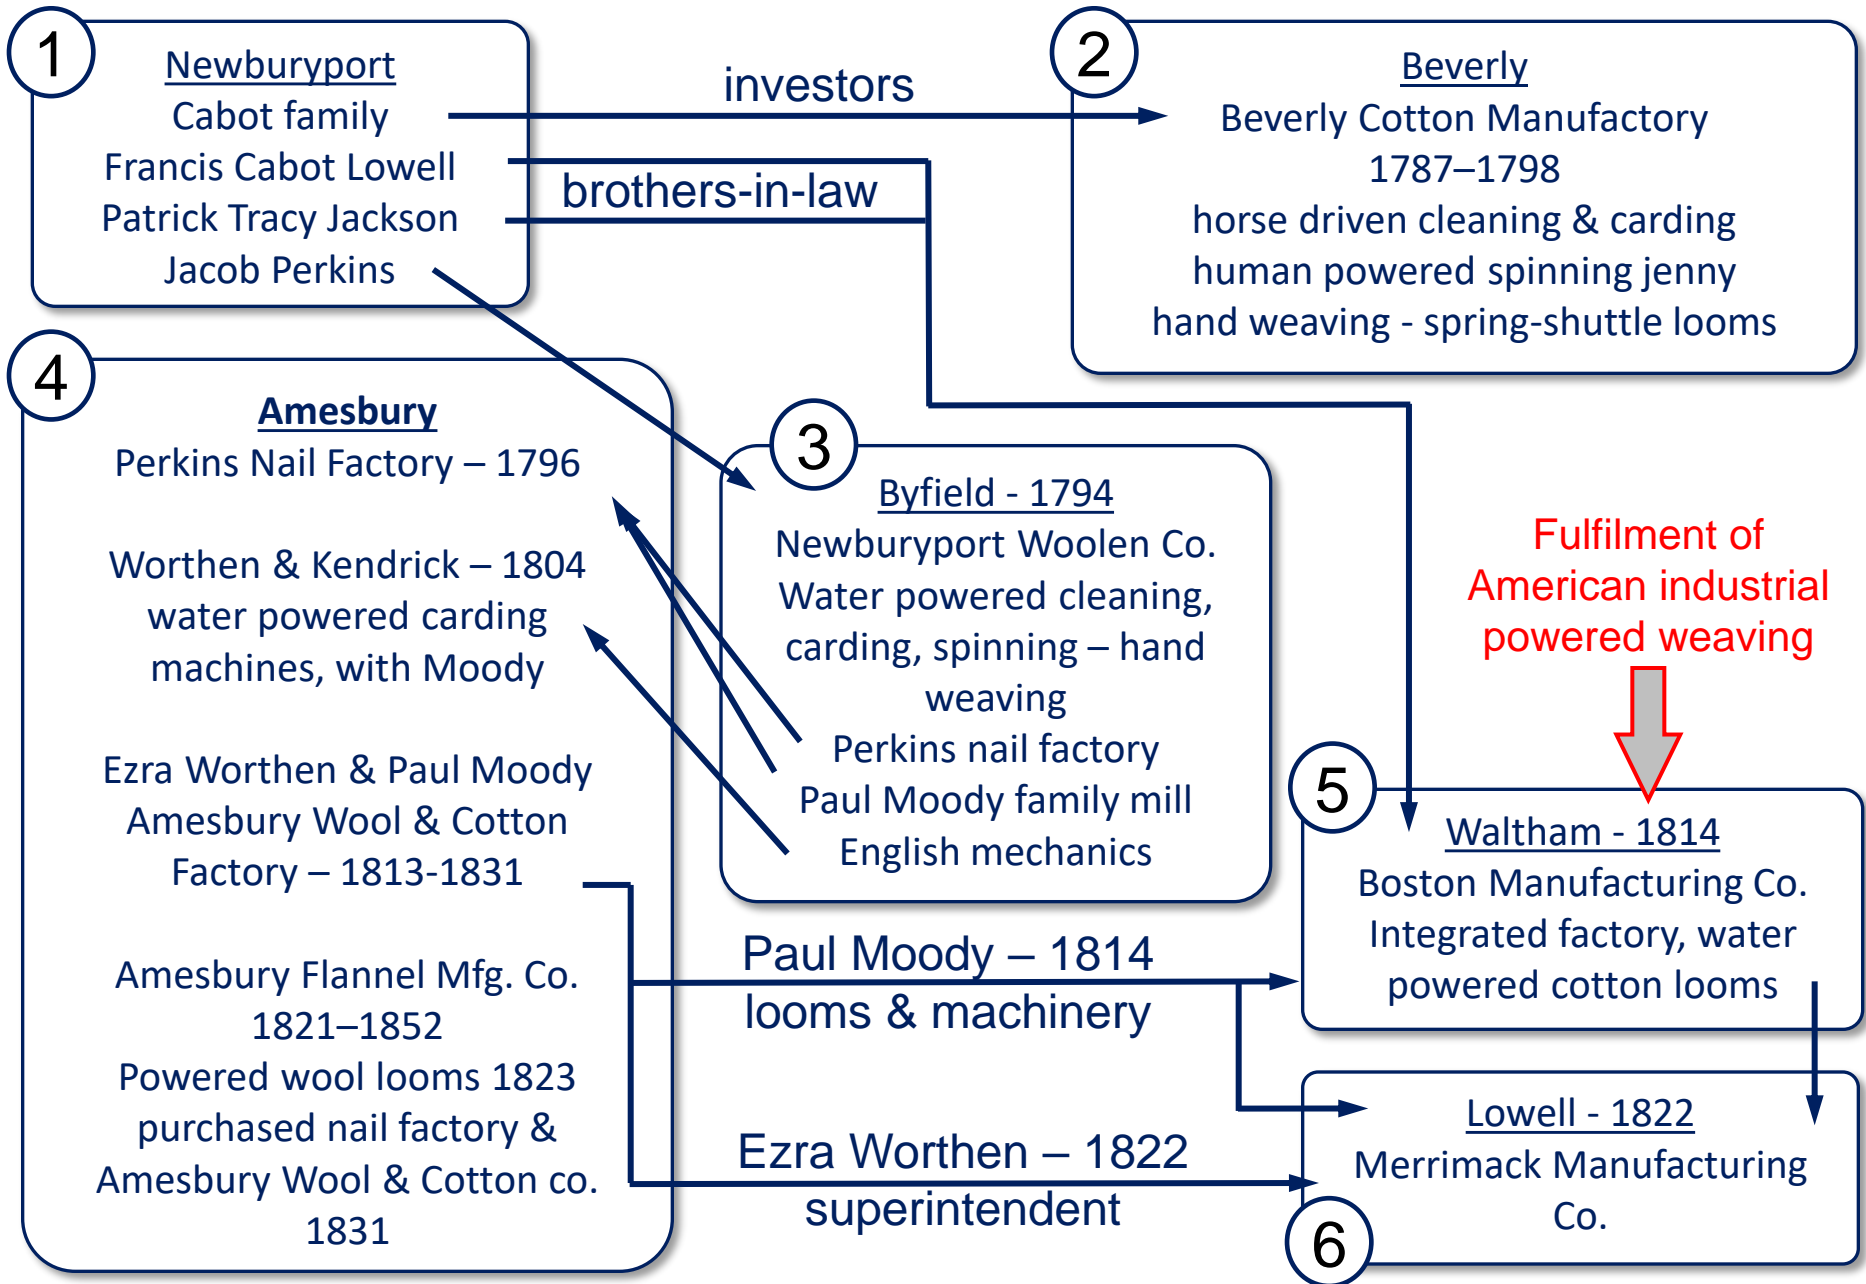 1
Newburyport
Cabot family
Francis Cabot Lowell
Patrick Tracy Jackson
Jacob Perkins
investors
brothers-in-law
2
Beverly
Beverly Cotton Manufactory
1787–1798
horse driven cleaning & carding
human powered spinning jenny
hand weaving - spring-shuttle looms
3
Byfield - 1794
Newburyport Woolen Co.
Water powered cleaning,
carding, spinning – hand
weaving
Perkins nail factory
Paul Moody family mill
English mechanics
4
Amesbury
Perkins Nail Factory – 1796
Worthen & Kendrick – 1804
water powered carding
machines, with Moody
Ezra Worthen & Paul Moody
Amesbury Wool & Cotton
Factory – 1813-1831
Amesbury Flannel Mfg. Co.
1821–1852
Powered wool looms 1823
purchased nail factory &
Amesbury Wool & Cotton co.
1831
Paul Moody – 1814
looms & machinery
Ezra Worthen – 1822
superintendent
Fulfilment of
American industrial
powered weaving
5
Waltham - 1814
Boston Manufacturing Co.
Integrated factory, water
powered cotton looms
6
Lowell - 1822
Merrimack Manufacturing
Co.